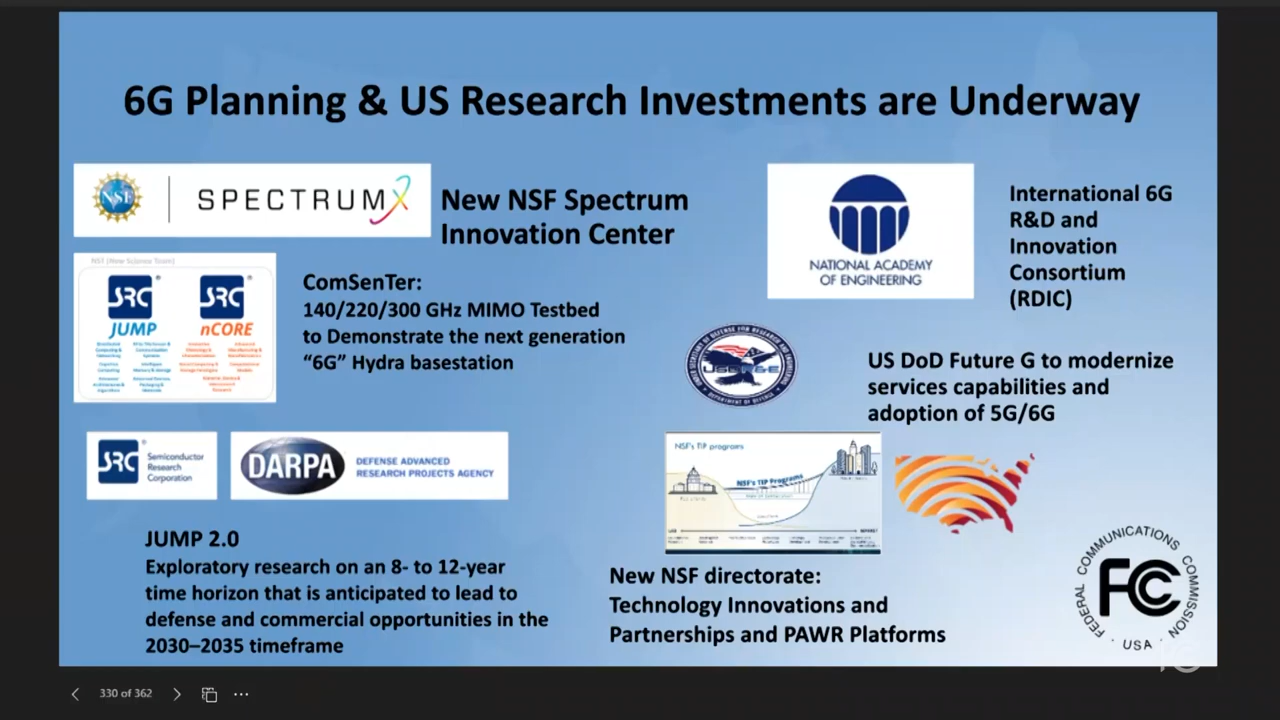 6G Planning & US Research Investments are Underway
NSF
SPECTRUMX
New NSF Spectrum
Innovation Center
NATIONAL ACADEMY
OF ENGINEERING
International 6G
R&D and
Innovation
Consortium
(RDIC)
SRC
JUMP
SRC
nCORE
ComSenTer:
140/220/300 GHz MIMO Testbed
to Demonstrate the next generation
“6G” Hydra basestation
US DoD Future G to modernize
services capabilities and
adoption of 5G/6G
SRC
Semiconductor
Research
Corporation
DARPA
DEFENSE ADVANCED
RESEARCH PROJECTS AGENCY
NSF's TIP programs
NSF's TIP Programs
JUMP 2.0
Exploratory research on an 8- to 12-year
time horizon that is anticipated to lead to
defense and commercial opportunities in the
2030–2035 timeframe
New NSF directorate:
Technology Innovations and
Partnerships and PAWR Platforms
FEDERAL COMMUNICATIONS COMMISSION
FCC
· USA ·
330 of 362